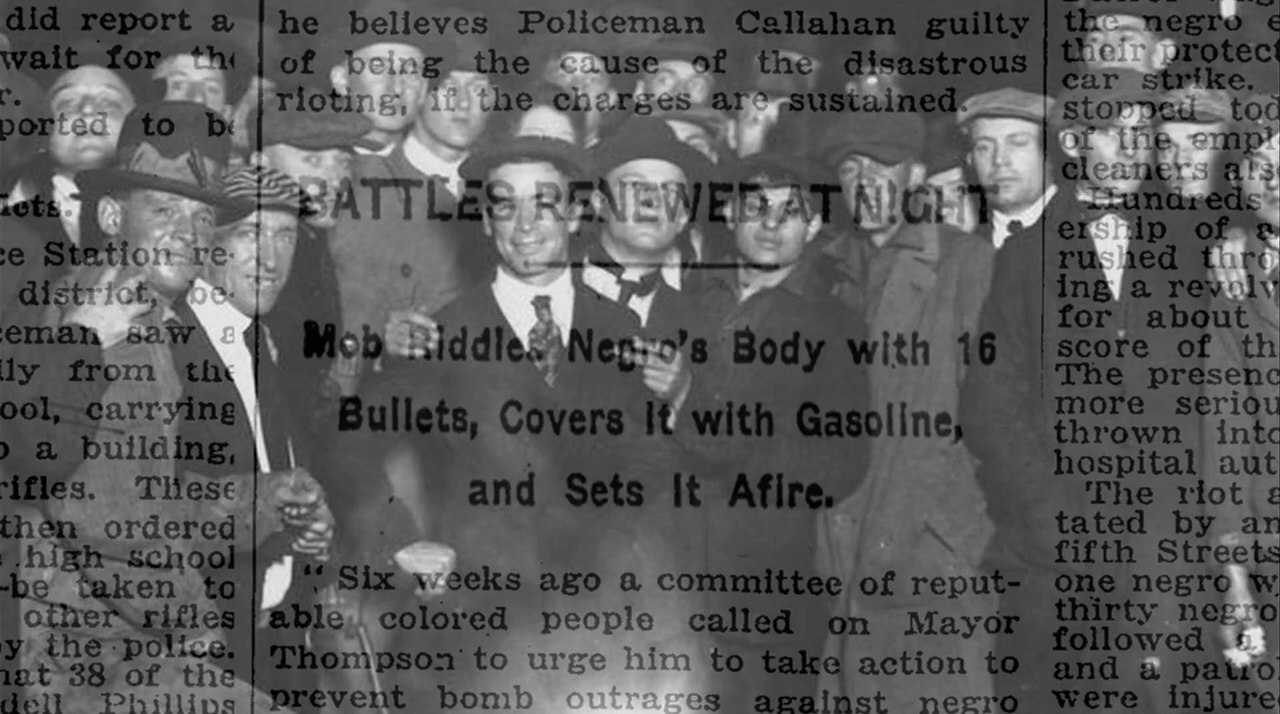 did report a
wait for the
r.
ported to be
lets.
ce Station re-
district, be-
ceman saw a
lly from the
ool, carrying
o a building,
rifles. These
then ordered
high school
-be taken to
other rifles
y the police.
hat 38 of the
dell Phillips
he believes Policeman Callahan guilty
of being the cause of the disastrous
rioting, if the charges are sustained.
BATTLES RENEWED AT NIGHT
Mob Riddles Negro's Body with 16
Bullets, Covers It with Gasoline,
and Sets It Afire.
"Six weeks ago a committee of reput-
able colored people called on Mayor
Thompson to urge him to take action to
prevent bomb outrages against negro
the negro e
their protec
car strike.
stopped tod
of the empl
cleaners als
Hundreds
ership of a
rushed thro
ing a revolv
for about
score of th
The presenc
more seriou
thrown into
hospital aut
The riot a
tated by an
fifth Streets
one negro w
thirty negro
followed a
and a patro
were injure